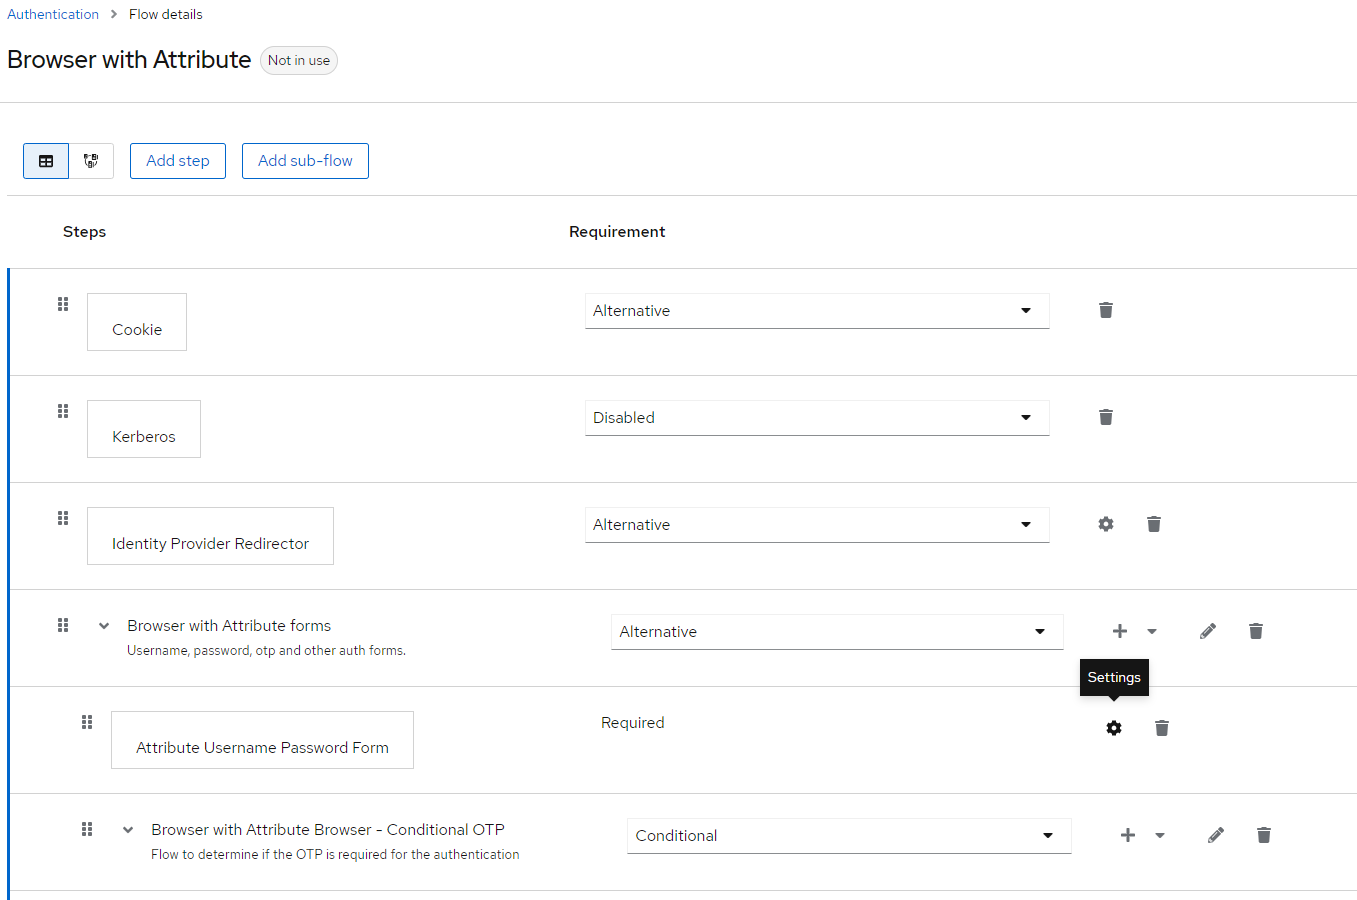 Authentication > Flow details
Browser with Attribute Not in use
Add step Add sub-flow
Steps Requirement
Cookie Alternative
Kerberos Disabled
Identity Provider Redirector Alternative
Browser with Attribute forms Alternative
Username, password, otp and other auth forms.
Settings
Attribute Username Password Form Required
Browser with Attribute Browser - Conditional OTP Conditional
Flow to determine if the OTP is required for the authentication